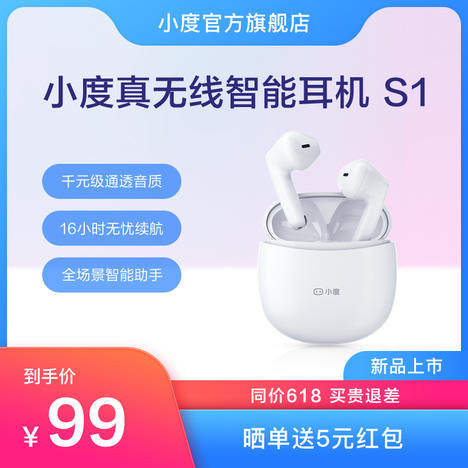 小度官方旗舰店
小度真无线智能耳机 S1
千元级通透音质
16小时无忧续航
全场景智能助手
小度
新品上市
到手价
¥99
同价618 买贵退差
晒单送5元红包